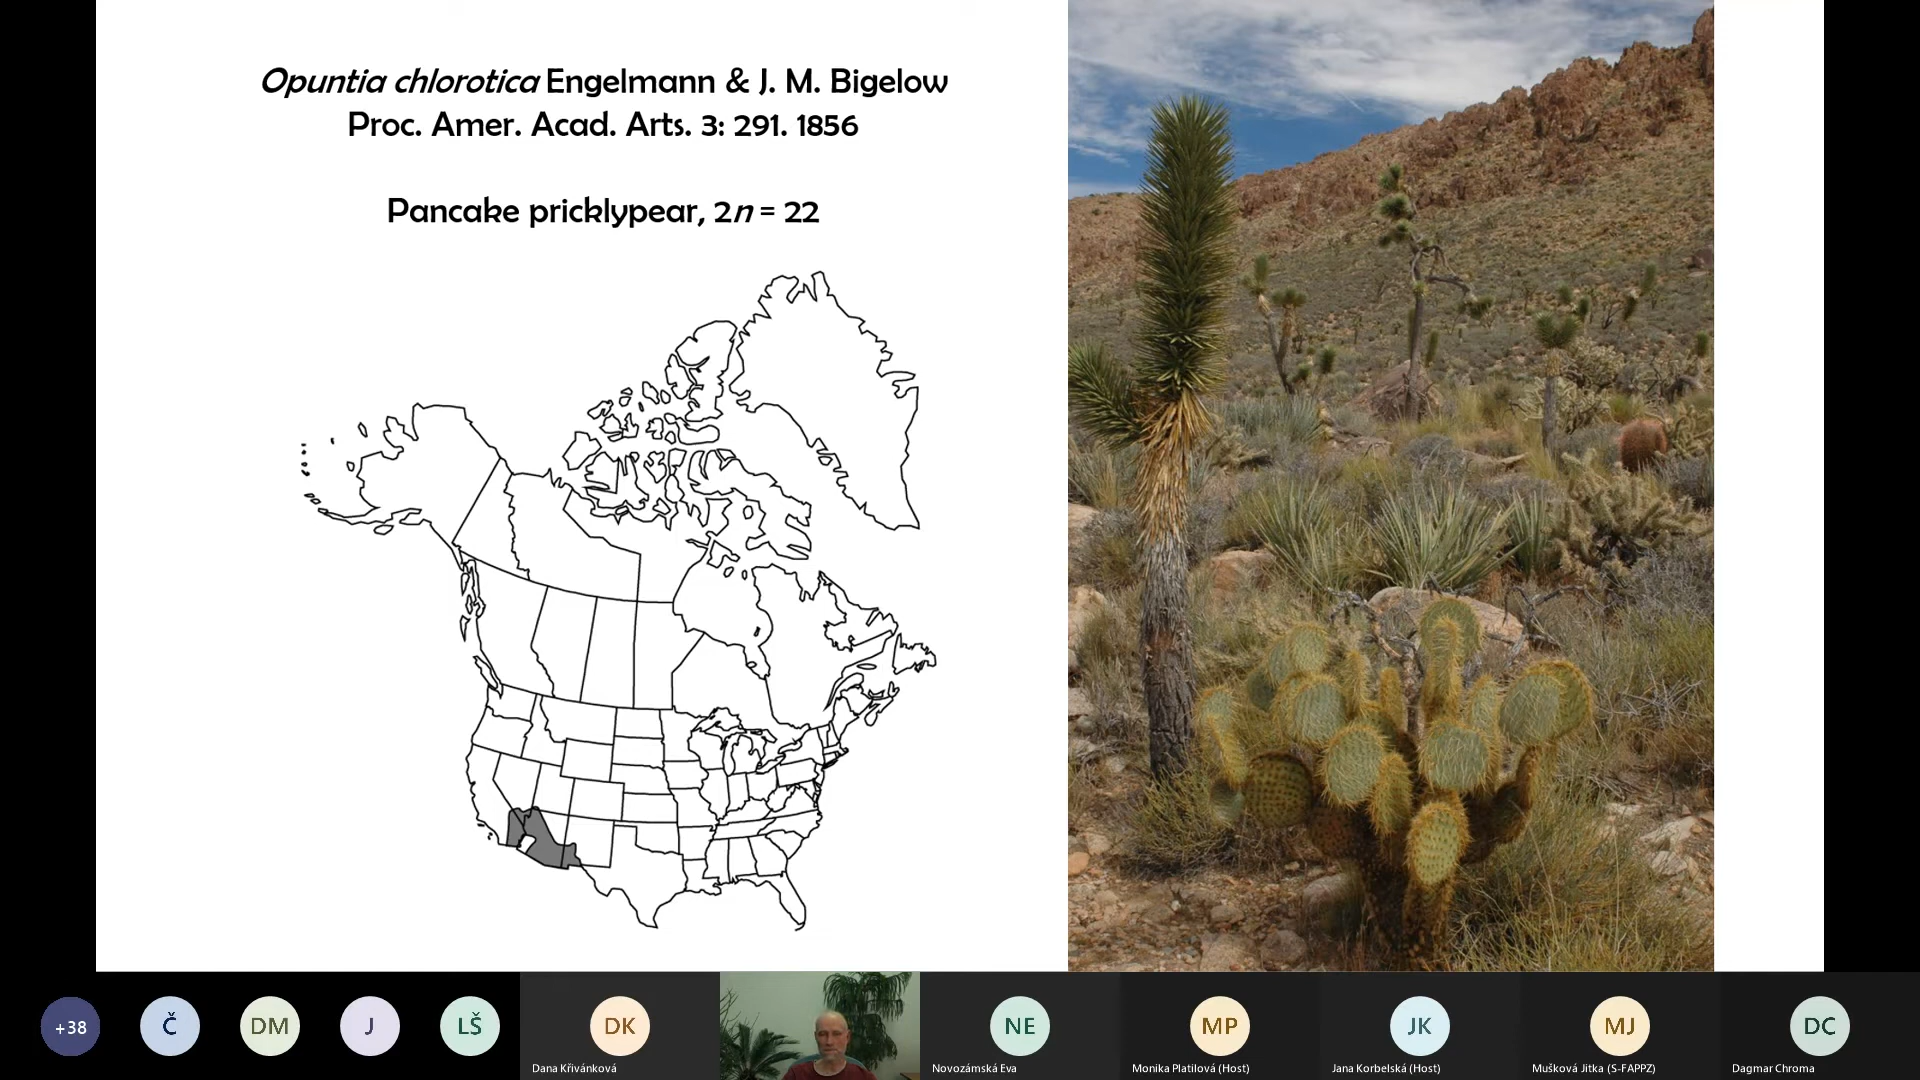 Opuntia chlorotica Engelmann & J. M. Bigelow
Proc. Amer. Acad. Arts. 3: 291. 1856
Pancake pricklypear, 2n = 22
+38
Č
DM
J
LŠ
DK
NE
MP
JK
MJ
DC
Dana Křivánková
Novozámská Eva
Monika Platilová (Host)
Jana Korbelská (Host)
Mušková Jitka (S-FAPPZ)
Dagmar Chroma